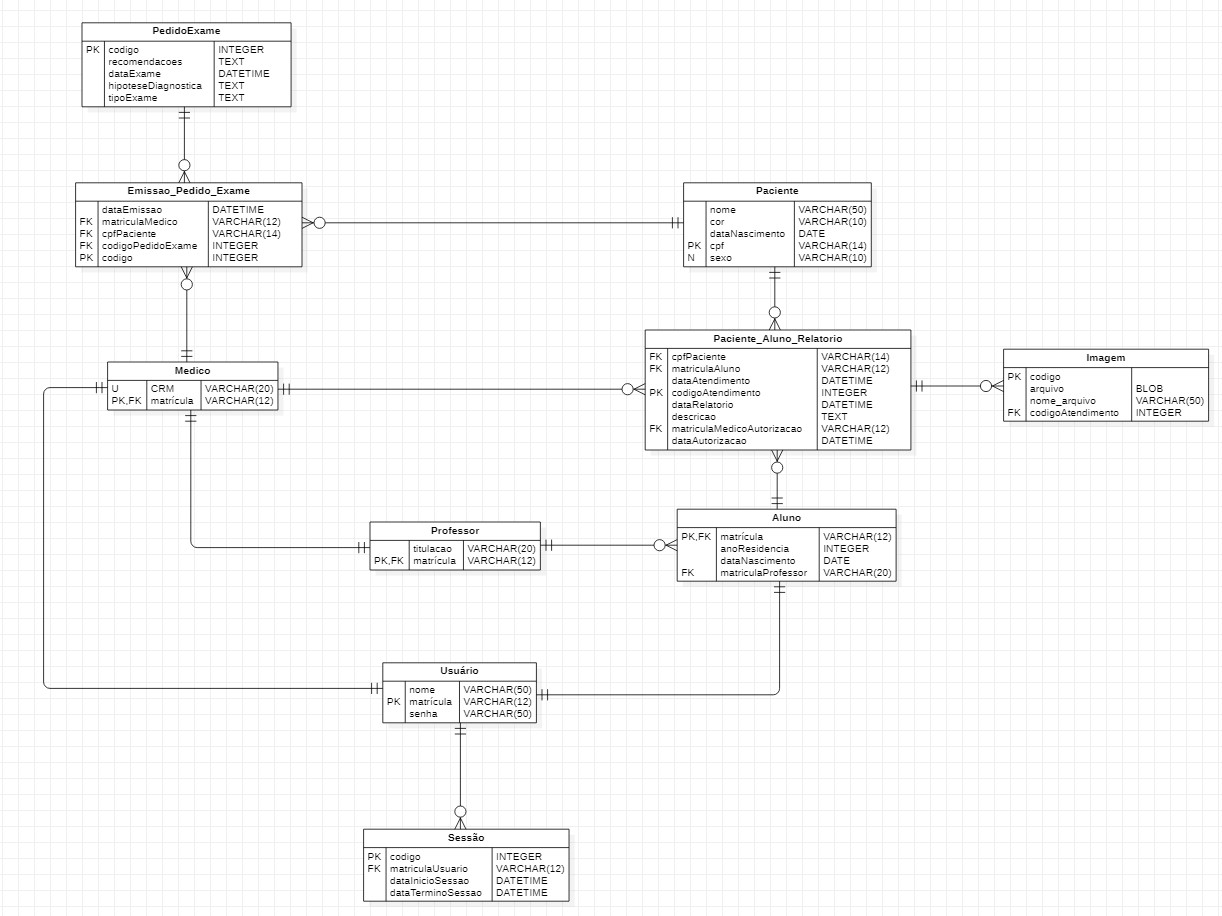 PedidoExame
PK codigo INTEGER
recomendacoes TEXT
dataExame DATETIME
hipoteseDiagnostica TEXT
tipoExame TEXT
Emissao_Pedido_Exame
dataEmissao DATETIME
FK matriculaMedico VARCHAR(12)
FK cpfPaciente VARCHAR(14)
FK codigoPedidoExame INTEGER
PK codigo INTEGER
Paciente
nome VARCHAR(50)
cor VARCHAR(10)
dataNascimento DATE
PK cpf VARCHAR(14)
N sexo VARCHAR(10)
Paciente_Aluno_Relatorio
FK cpfPaciente VARCHAR(14)
FK matriculaAluno VARCHAR(12)
dataAtendimento DATETIME
PK codigoAtendimento INTEGER
dataRelatorio DATETIME
descricao TEXT
FK matriculaMedicoAutorizacao VARCHAR(12)
dataAutorizacao DATETIME
Imagem
PK codigo
arquivo BLOB
nome_arquivo VARCHAR(50)
FK codigoAtendimento INTEGER
Medico
U CRM VARCHAR(20)
PK,FK matrícula VARCHAR(12)
Professor
titulacao VARCHAR(20)
PK,FK matrícula VARCHAR(12)
Aluno
PK,FK matrícula VARCHAR(12)
anoResidencia INTEGER
dataNascimento DATE
FK matriculaProfessor VARCHAR(20)
Usuário
nome VARCHAR(50)
PK matrícula VARCHAR(12)
senha VARCHAR(50)
Sessão
PK codigo INTEGER
FK matriculaUsuario VARCHAR(12)
dataInicioSessao DATETIME
dataTerminoSessao DATETIME